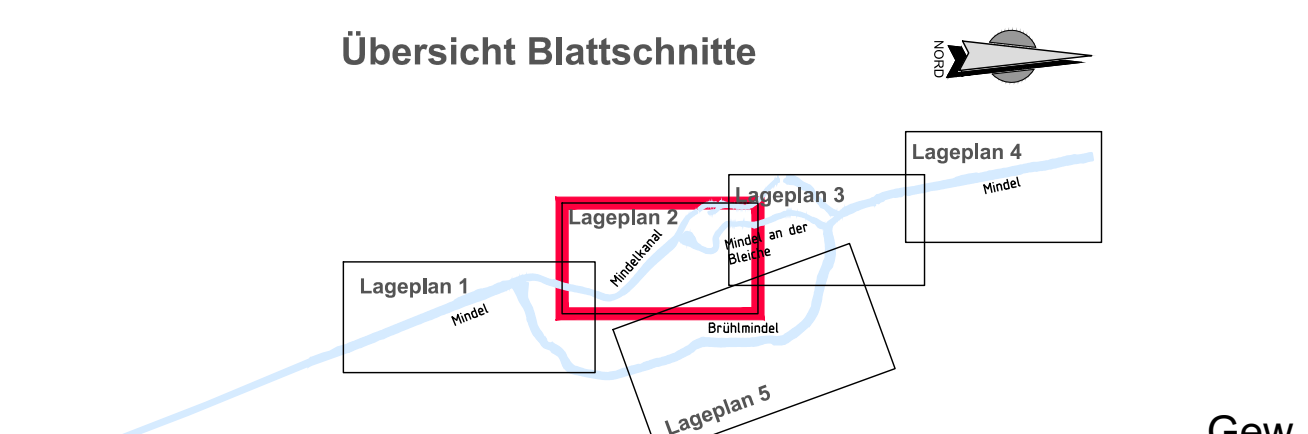 Übersicht Blattschnitte
NORD
Lageplan 4
Mindel
Lageplan 3
Lageplan 2
Mindelkanal
Mindel an der
Bleiche
Lageplan 1
Mindel
Brühlmindel
Lageplan 5